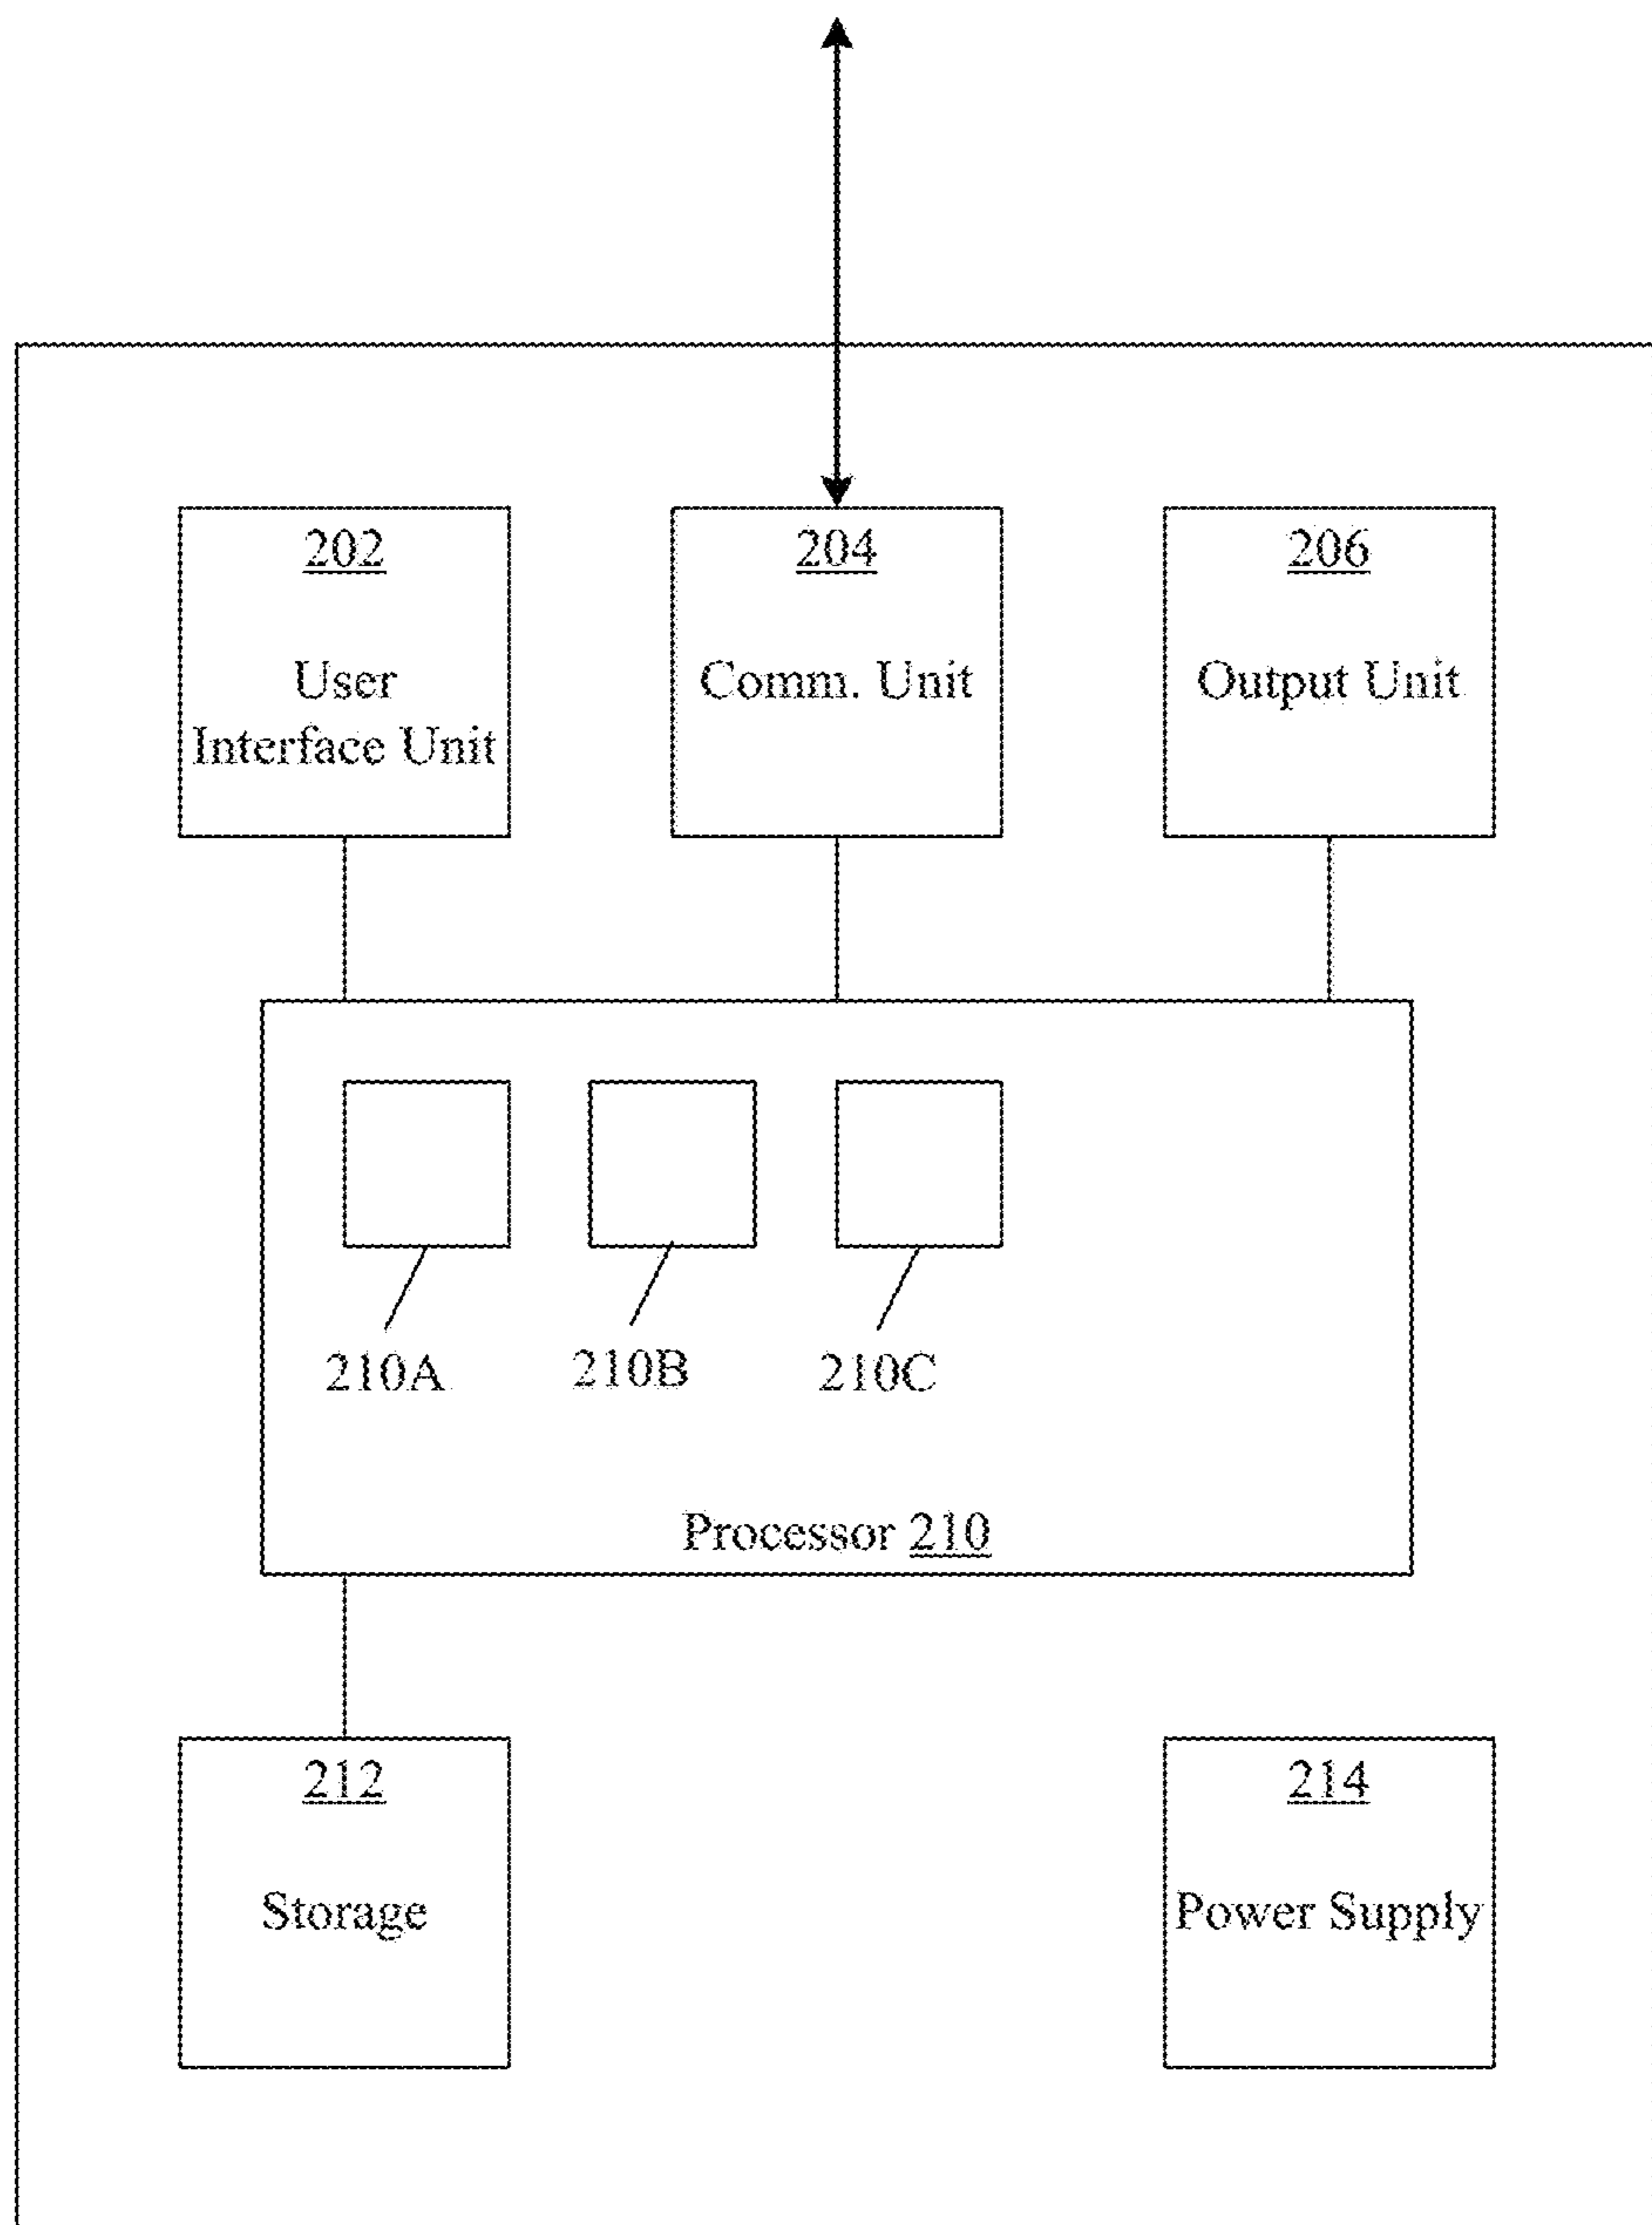 202
User
Interface Unit
204
Comm. Unit
206
Output Unit
210A
210B
210C
Processor 210
212
Storage
214
Power Supply